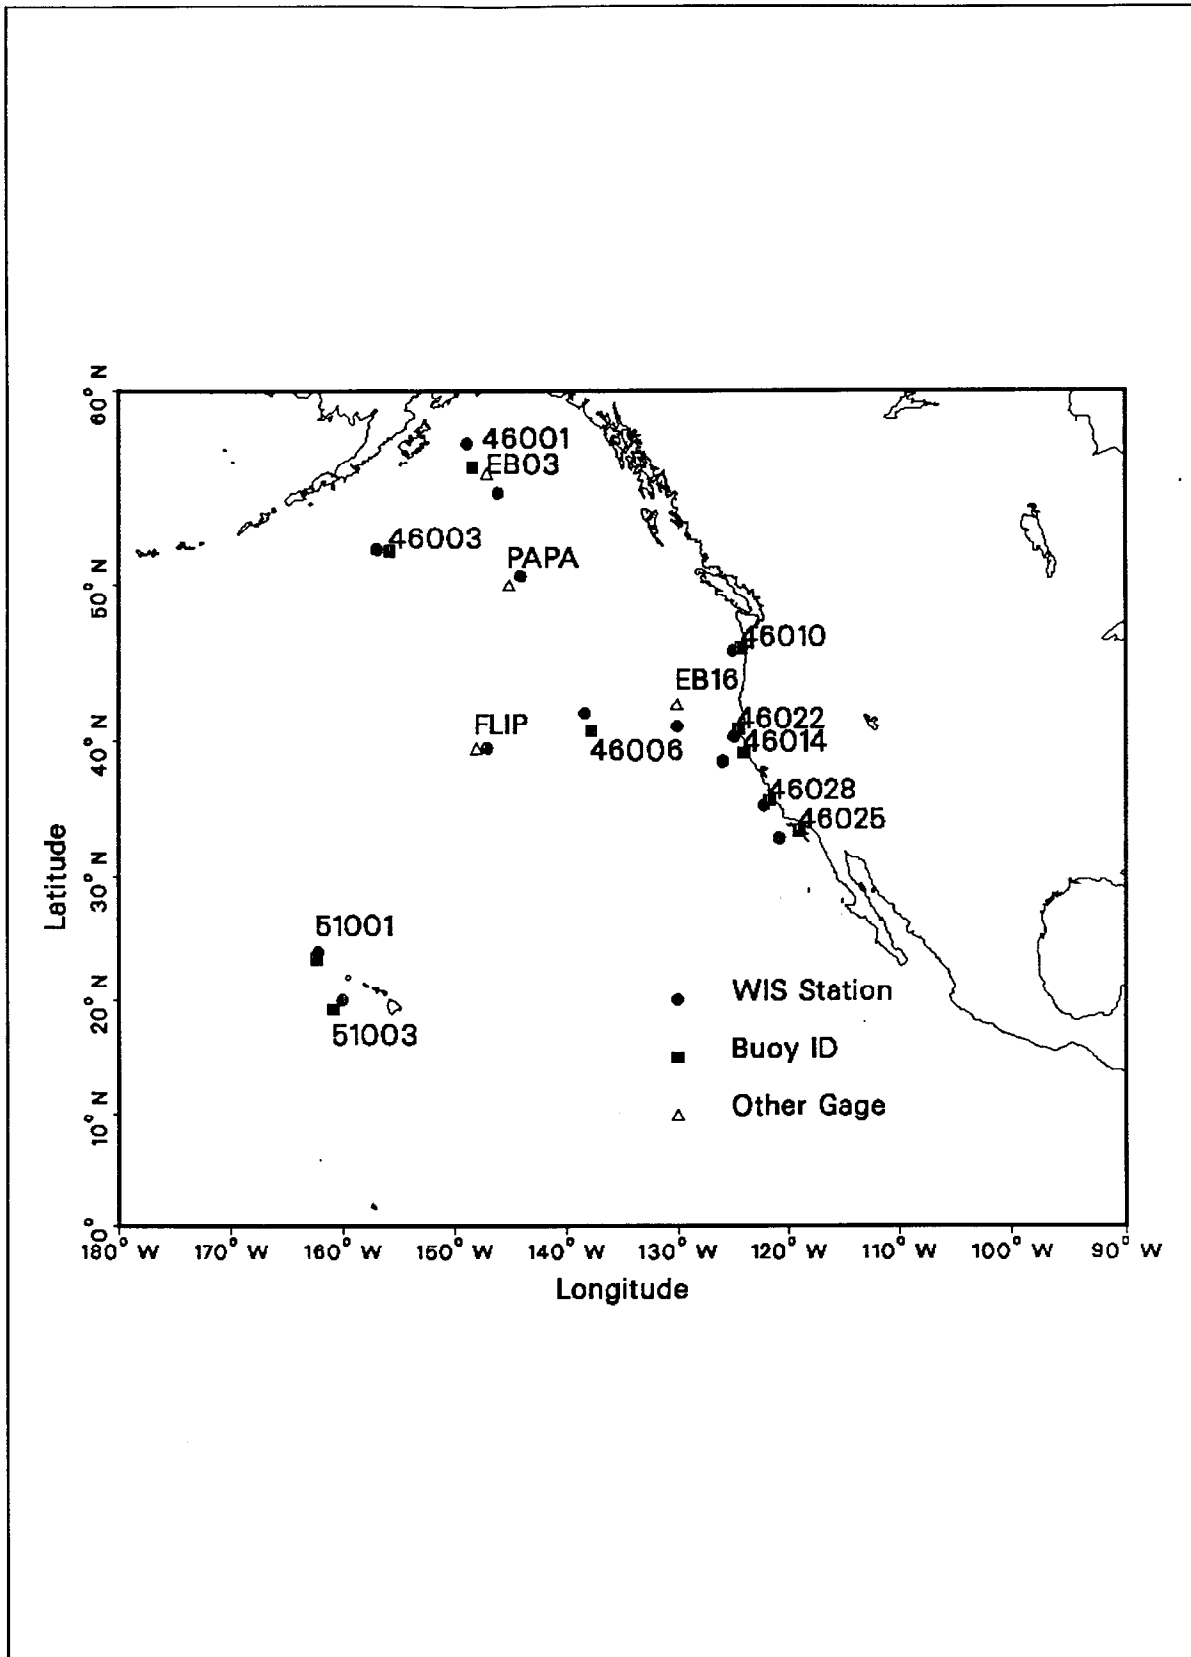 60° N
50° N
40° N
30° N
20° N
10° N
0°
Latitude
46001
EB03
46003
PAPA
46010
EB16
FLIP
46022
46006
46014
46028
46025
51001
51003
WIS Station
Buoy ID
Other Gage
180° W
170° W
160° W
150° W
140° W
130° W
120° W
110° W
100° W
90° W
Longitude